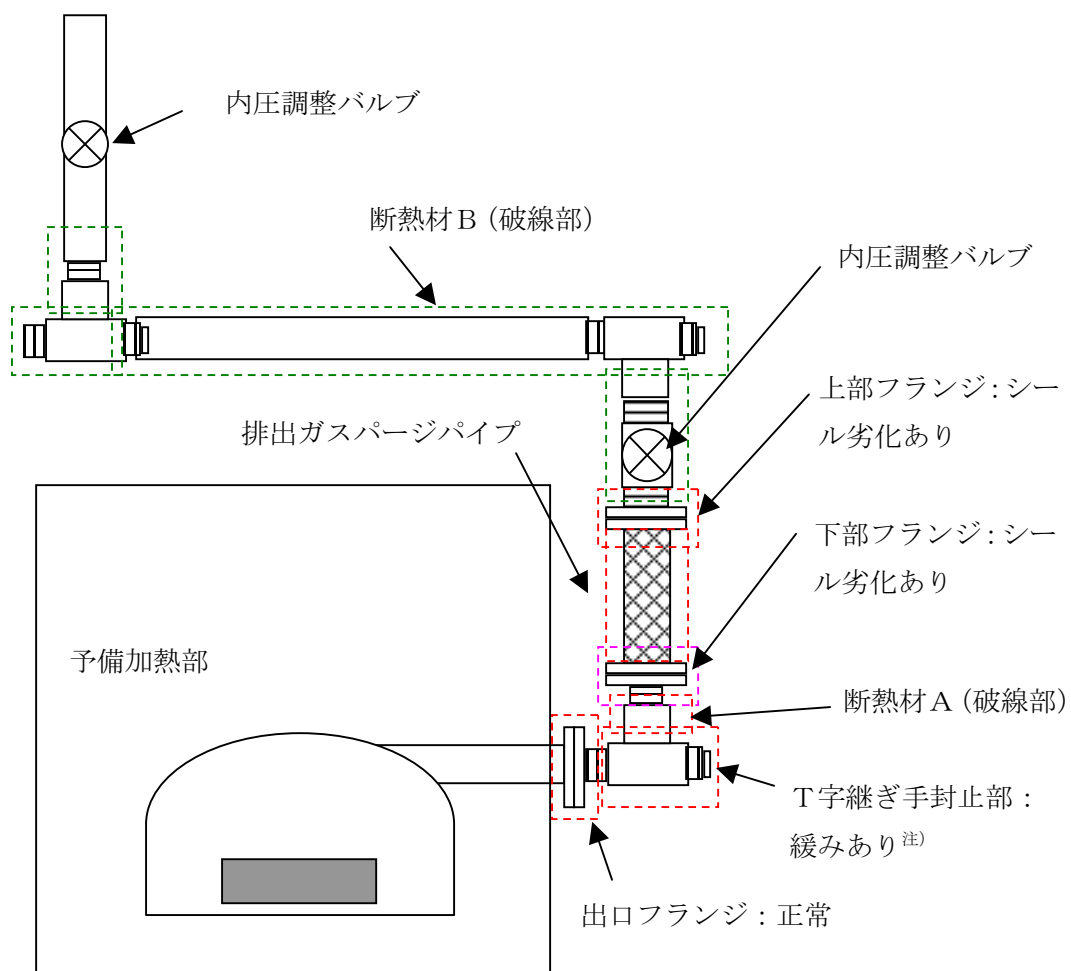 内圧調整バルブ
断熱材B(破線部)
内圧調整バルブ
上部フランジ:シー
ル劣化あり
排出ガスパージパイプ
下部フランジ:シー
ル劣化あり
予備加熱部
断熱材A(破線部)
T字継ぎ手封止部:
緩みあり注)
出口フランジ:正常